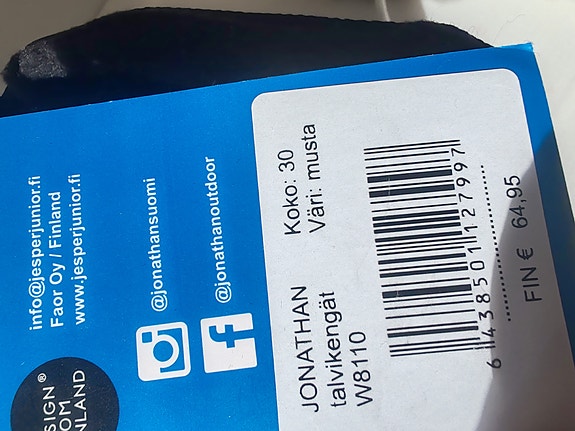 info@jesperjunior.fi
Faor Oy / Finland
www.jesperjunior.fi
@jonathansuomi
@jonathanoutdoor
JONATHAN
talvikengät
W8110
Koko: 30
Väri: musta
6 438501 127997
FIN € 64,95